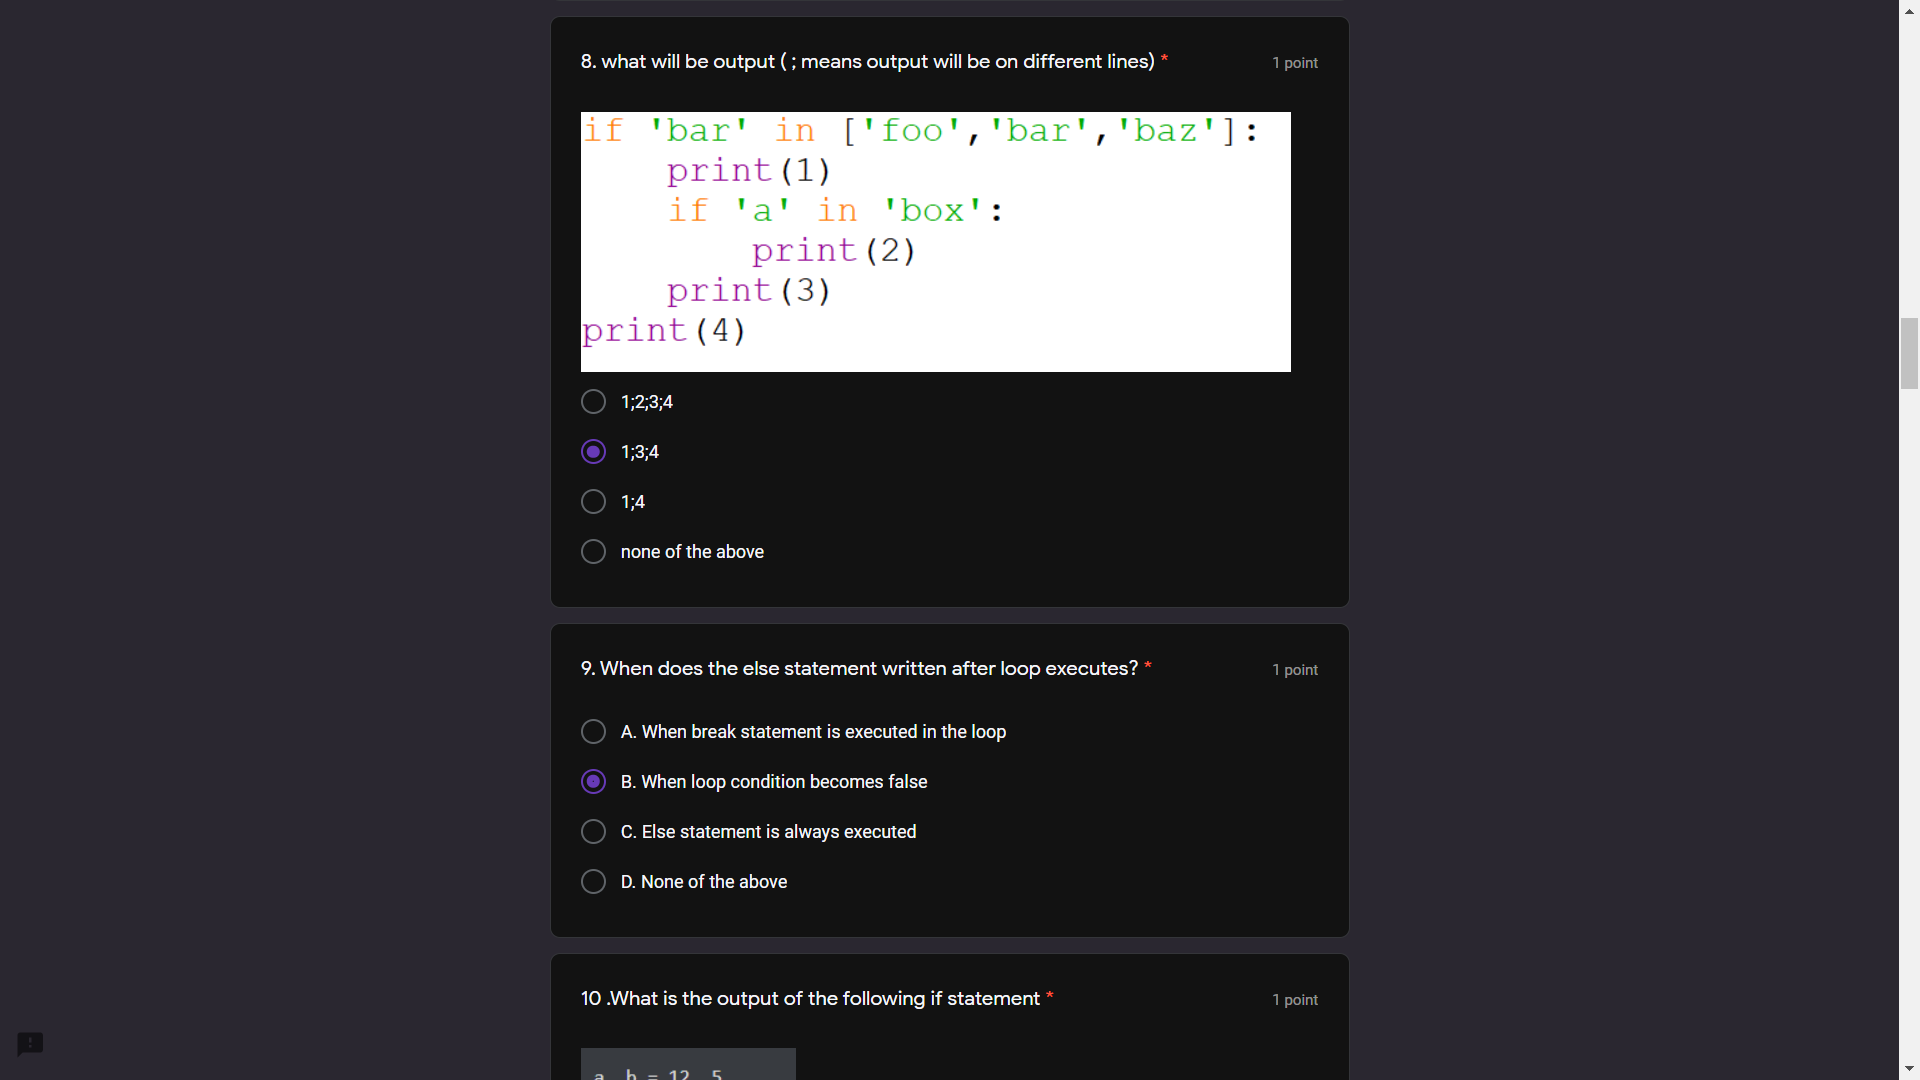 8. what will be output ( ; means output will be on different lines) *
1 point
if 'bar' in ['foo','bar','baz']:
    print(1)
    if 'a' in 'box':
        print(2)
    print(3)
print(4)
1;2;3;4
1;3;4
1;4
none of the above
9. When does the else statement written after loop executes? *
1 point
A. When break statement is executed in the loop
B. When loop condition becomes false
C. Else statement is always executed
D. None of the above
10 .What is the output of the following if statement *
1 point
a, b = 12, 5